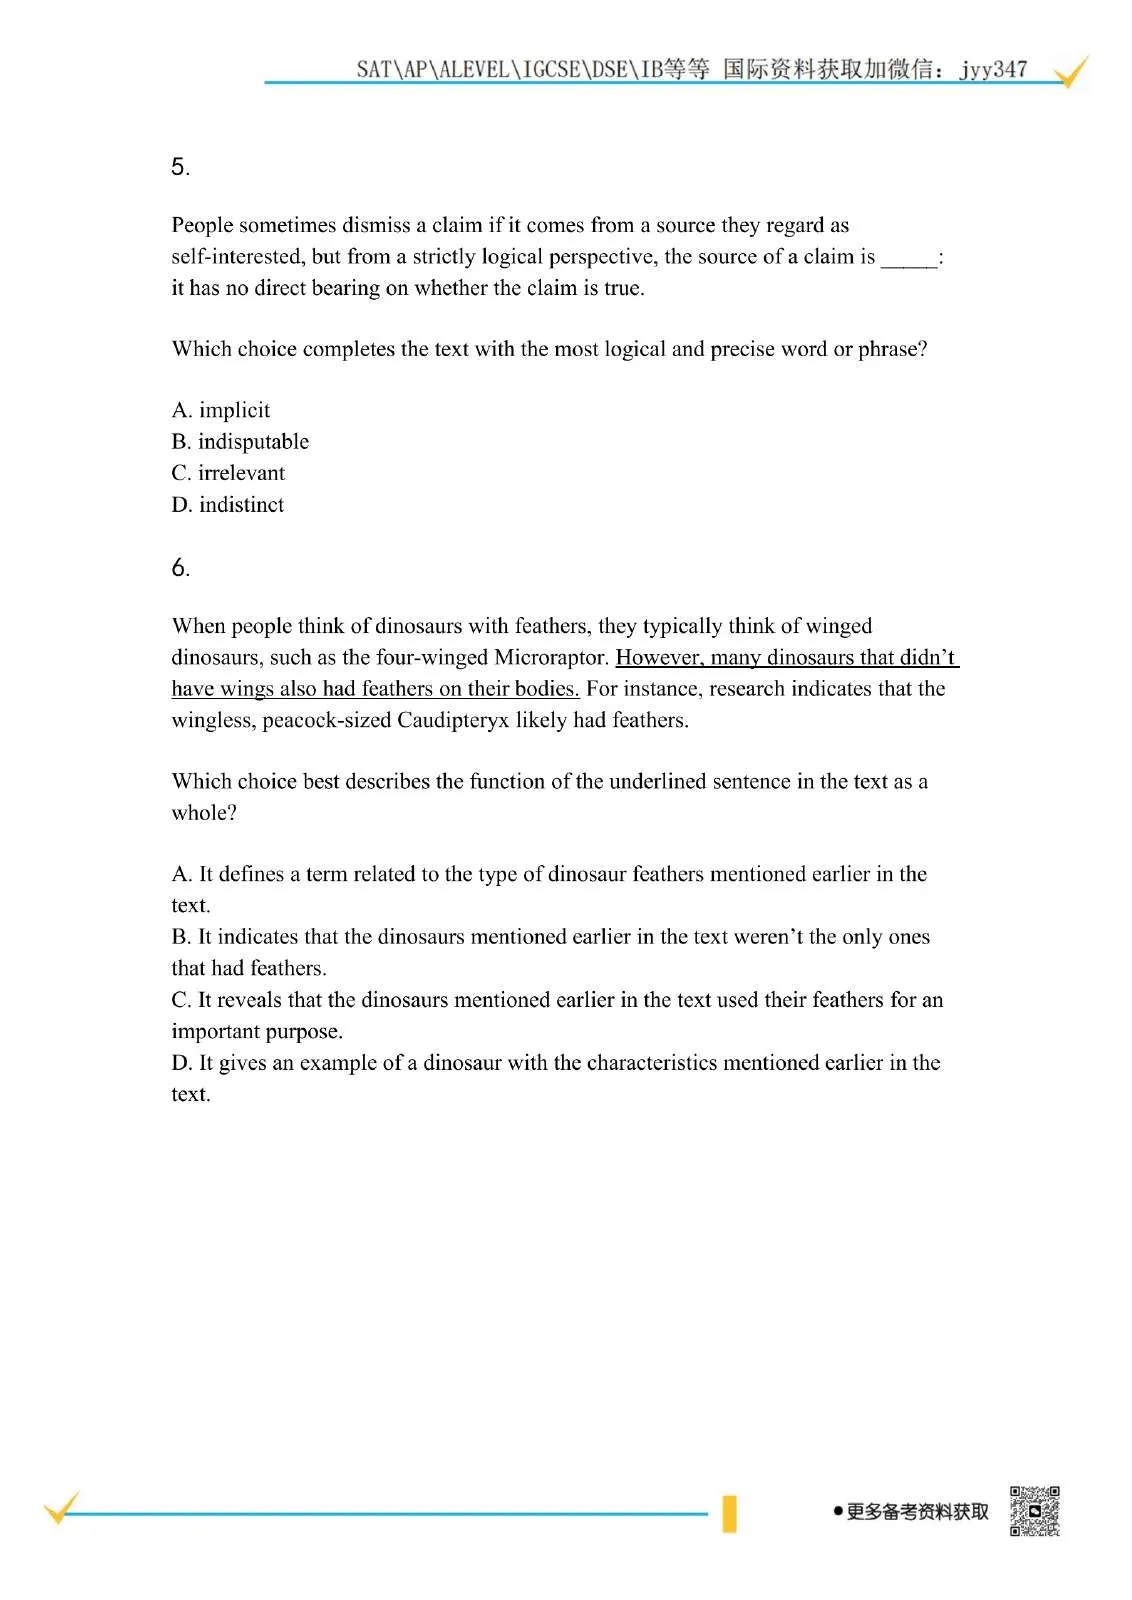 SAT\AP\ALEVEL\IGCSE\DSE\IB等等 国际资料获取加微信：jyy347
5.
People sometimes dismiss a claim if it comes from a source they regard as
self-interested, but from a strictly logical perspective, the source of a claim is _____:
it has no direct bearing on whether the claim is true.
Which choice completes the text with the most logical and precise word or phrase?
A. implicit
B. indisputable
C. irrelevant
D. indistinct
6.
When people think of dinosaurs with feathers, they typically think of winged
dinosaurs, such as the four-winged Microraptor. However, many dinosaurs that didn’t
have wings also had feathers on their bodies. For instance, research indicates that the
wingless, peacock-sized Caudipteryx likely had feathers.
Which choice best describes the function of the underlined sentence in the text as a
whole?
A. It defines a term related to the type of dinosaur feathers mentioned earlier in the
text.
B. It indicates that the dinosaurs mentioned earlier in the text weren’t the only ones
that had feathers.
C. It reveals that the dinosaurs mentioned earlier in the text used their feathers for an
important purpose.
D. It gives an example of a dinosaur with the characteristics mentioned earlier in the
text.
●更多备考资料获取